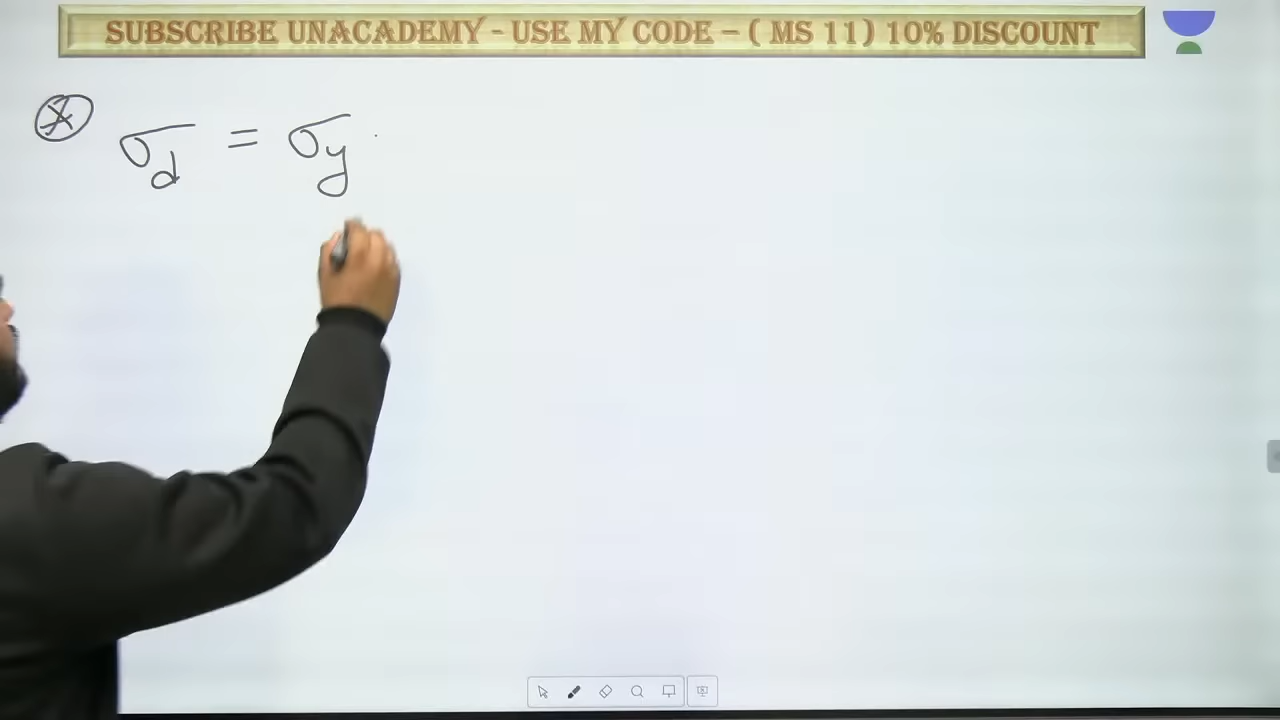 SUBSCRIBE UNACADEMY - USE MY CODE – ( MS 11) 10% DISCOUNT
σd = σy